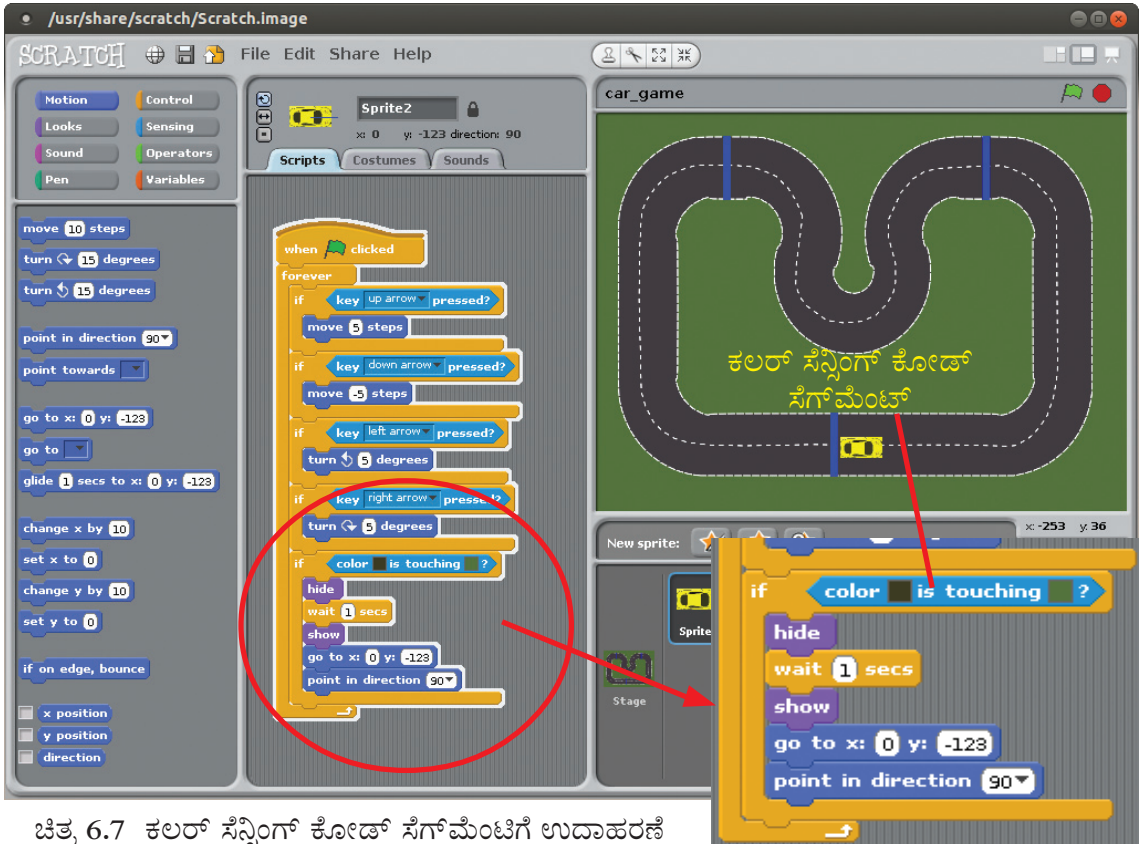 /usr/share/scratch/Scratch.image
SCRATCH File Edit Share Help
Motion Control
Looks Sensing
Sound Operators
Pen Variables
move 10 steps
turn 15 degrees
turn 15 degrees
point in direction 90
point towards
go to x: 0 y: -123
go to
glide 1 secs to x: 0 y: -123
change x by 10
set x to 0
change y by 10
set y to 0
if on edge, bounce
x position
y position
direction
Sprite2
x: 0 y: -123 direction: 90
Scripts Costumes Sounds
when clicked
forever
if key up arrow pressed?
move 5 steps
if key down arrow pressed?
move -5 steps
if key left arrow pressed?
turn 5 degrees
if key right arrow pressed?
turn 5 degrees
if color is touching ?
hide
wait 1 secs
show
go to x: 0 y: -123
point in direction 90
car_game
ಕಲರ್ ಸೆನ್ಸಿಂಗ್ ಕೋಡ್
ಸೆಗ್‌ಮೆಂಟ್
x: -253 y: 36
New sprite:
Sprite
Stage
if color is touching ?
hide
wait 1 secs
show
go to x: 0 y: -123
point in direction 90
ಚಿತ್ರ 6.7 ಕಲರ್ ಸೆನ್ಸಿಂಗ್ ಕೋಡ್ ಸೆಗ್‌ಮೆಂಟಿಗೆ ಉದಾಹರಣೆ